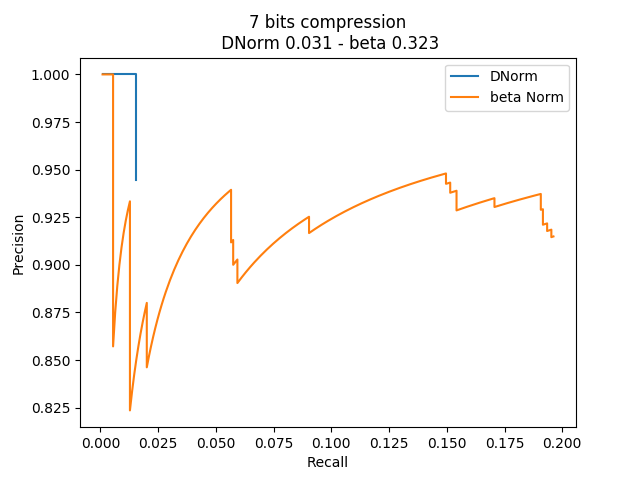 7 bits compression
DNorm 0.031 - beta 0.323
DNorm
beta Norm
1.000
0.975
0.950
0.925
0.900
0.875
0.850
0.825
Precision
0.000 0.025 0.050 0.075 0.100 0.125 0.150 0.175 0.200
Recall